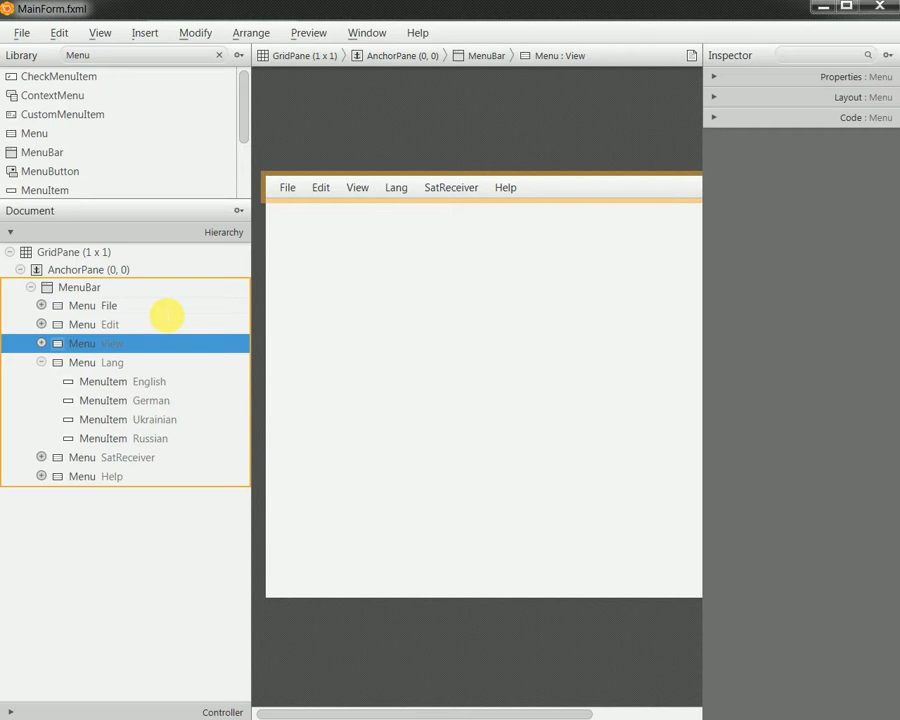 MainForm.fxml
File Edit View Insert Modify Arrange Preview Window Help
Library Menu
GridPane (1 x 1) AnchorPane (0, 0) MenuBar Menu : View
Inspector
CheckMenuItem
ContextMenu
CustomMenuItem
Menu
MenuBar
MenuButton
MenuItem
Properties : Menu
Layout : Menu
Code : Menu
File Edit View Lang SatReceiver Help
Document
Hierarchy
GridPane (1 x 1)
AnchorPane (0, 0)
MenuBar
Menu File
Menu Edit
Menu View
Menu Lang
MenuItem English
MenuItem German
MenuItem Ukrainian
MenuItem Russian
Menu SatReceiver
Menu Help
Controller